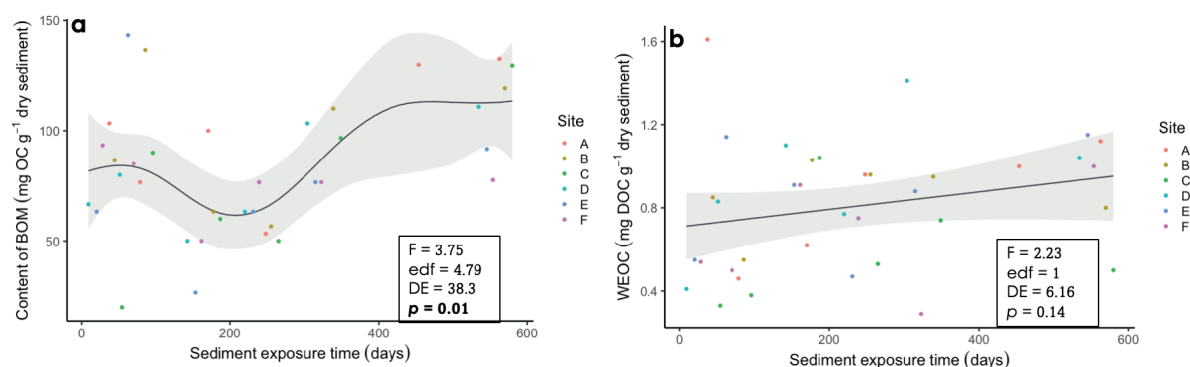 a
Content of BOM (mg OC g⁻¹ dry sediment)
150
100
50
0
200
400
600
Sediment exposure time (days)
F = 3.75
edf = 4.79
DE = 38.3
p = 0.01
Site
A
B
C
D
E
F
b
WEOC (mg DOC g⁻¹ dry sediment)
1.6
1.2
0.8
0.4
0
200
400
600
Sediment exposure time (days)
F = 2.23
edf = 1
DE = 6.16
p = 0.14
Site
A
B
C
D
E
F